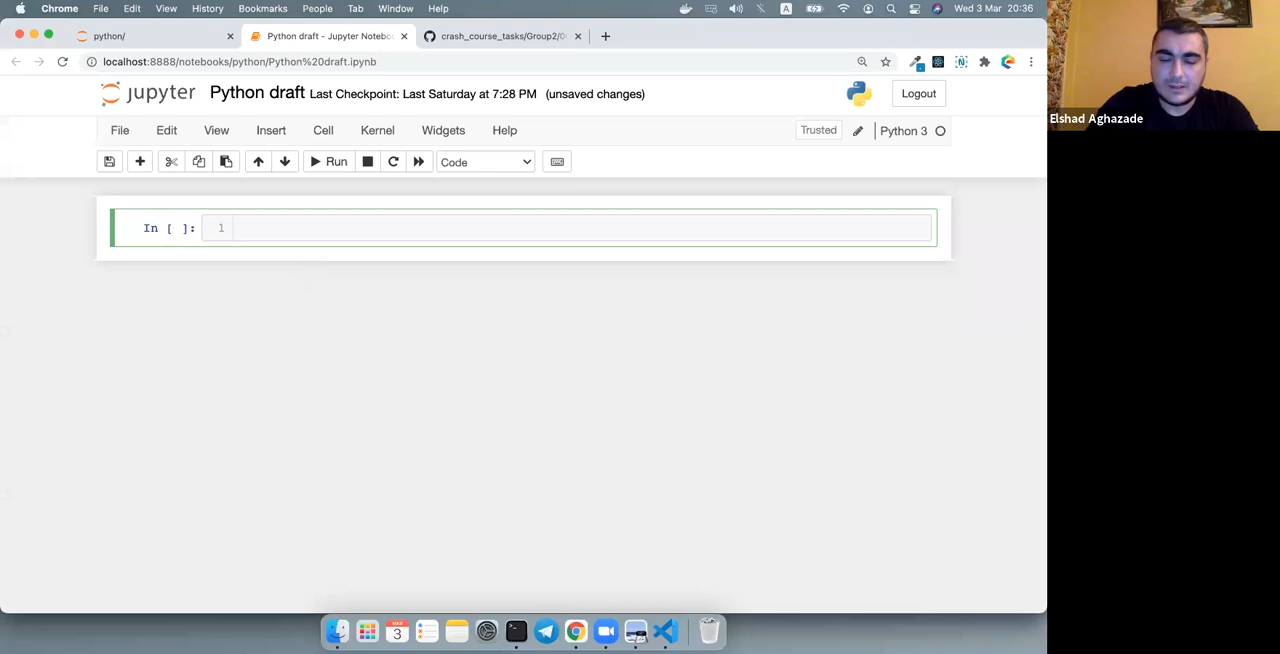 Chrome File Edit View History Bookmarks People Tab Window Help
A
Wed 3 Mar 20:36
python/
Python draft - Jupyter Notebo
crash_course_tasks/Group2/0
localhost:8888/notebooks/python/Python%20draft.ipynb
jupyter Python draft Last Checkpoint: Last Saturday at 7:28 PM (unsaved changes)
Logout
File Edit View Insert Cell Kernel Widgets Help
Trusted
Python 3
Run
Code
In [ ]: 1
MAR
3
Elshad Aghazade